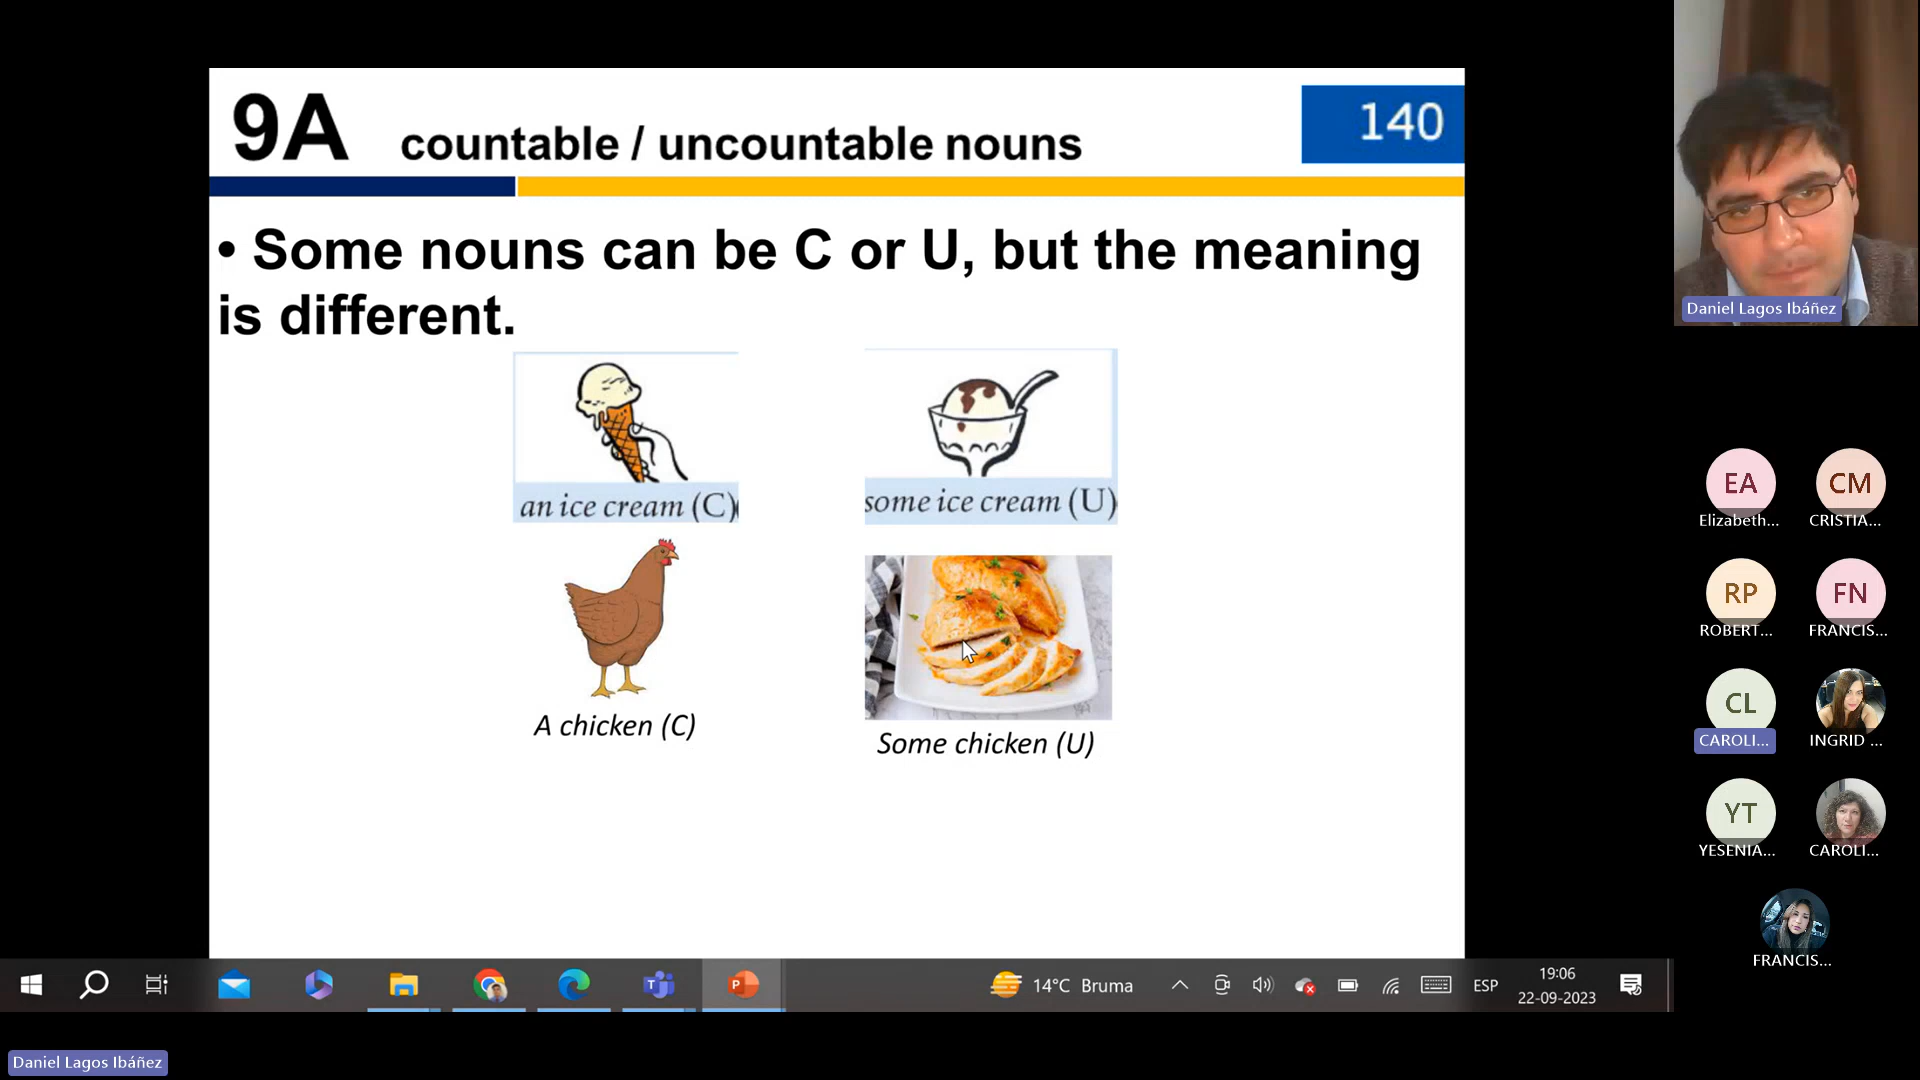 9A countable / uncountable nouns
140
• Some nouns can be C or U, but the meaning
is different.
an ice cream (C)
some ice cream (U)
A chicken (C)
Some chicken (U)
Daniel Lagos Ibáñez
EA
CM
Elizabeth...
CRISTIA...
RP
FN
ROBERT...
FRANCIS...
CL
CAROLI...
INGRID ...
YT
YESENIA...
CAROLI...
FRANCIS...
14°C Bruma
ESP
19:06
22-09-2023
Daniel Lagos Ibáñez